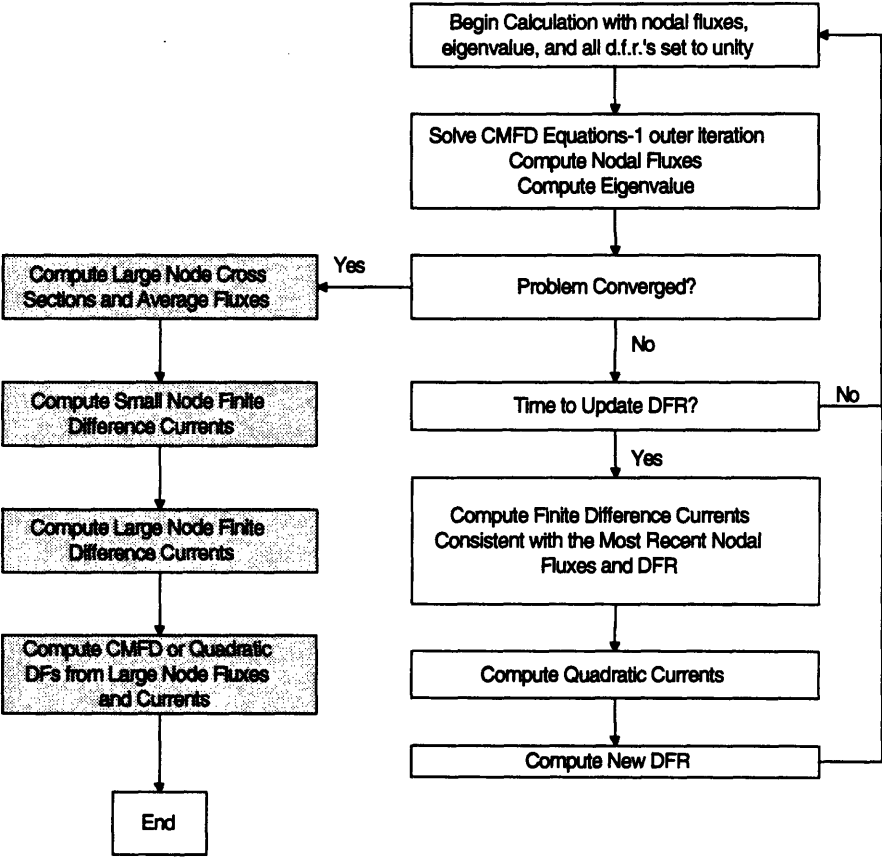 Begin Calculation with nodal fluxes,
eigenvalue, and all d.f.r.'s set to unity
Solve CMFD Equations-1 outer Iteration
Compute Nodal Fluxes
Compute Eigenvalue
Problem Converged?
Yes
No
Time to Update DFR?
No
Yes
Compute Finite Difference Currents
Consistent with the Most Recent Nodal
Fluxes and DFR
Compute Quadratic Currents
Compute New DFR
Compute Large Node Cross
Sections and Average Fluxes
Compute Small Node Finite
Difference Currents
Compute Large Node Finite
Difference Currents
Compute CMFD or Quadratic
DFs from Large Node Fluxes
and Currents
End